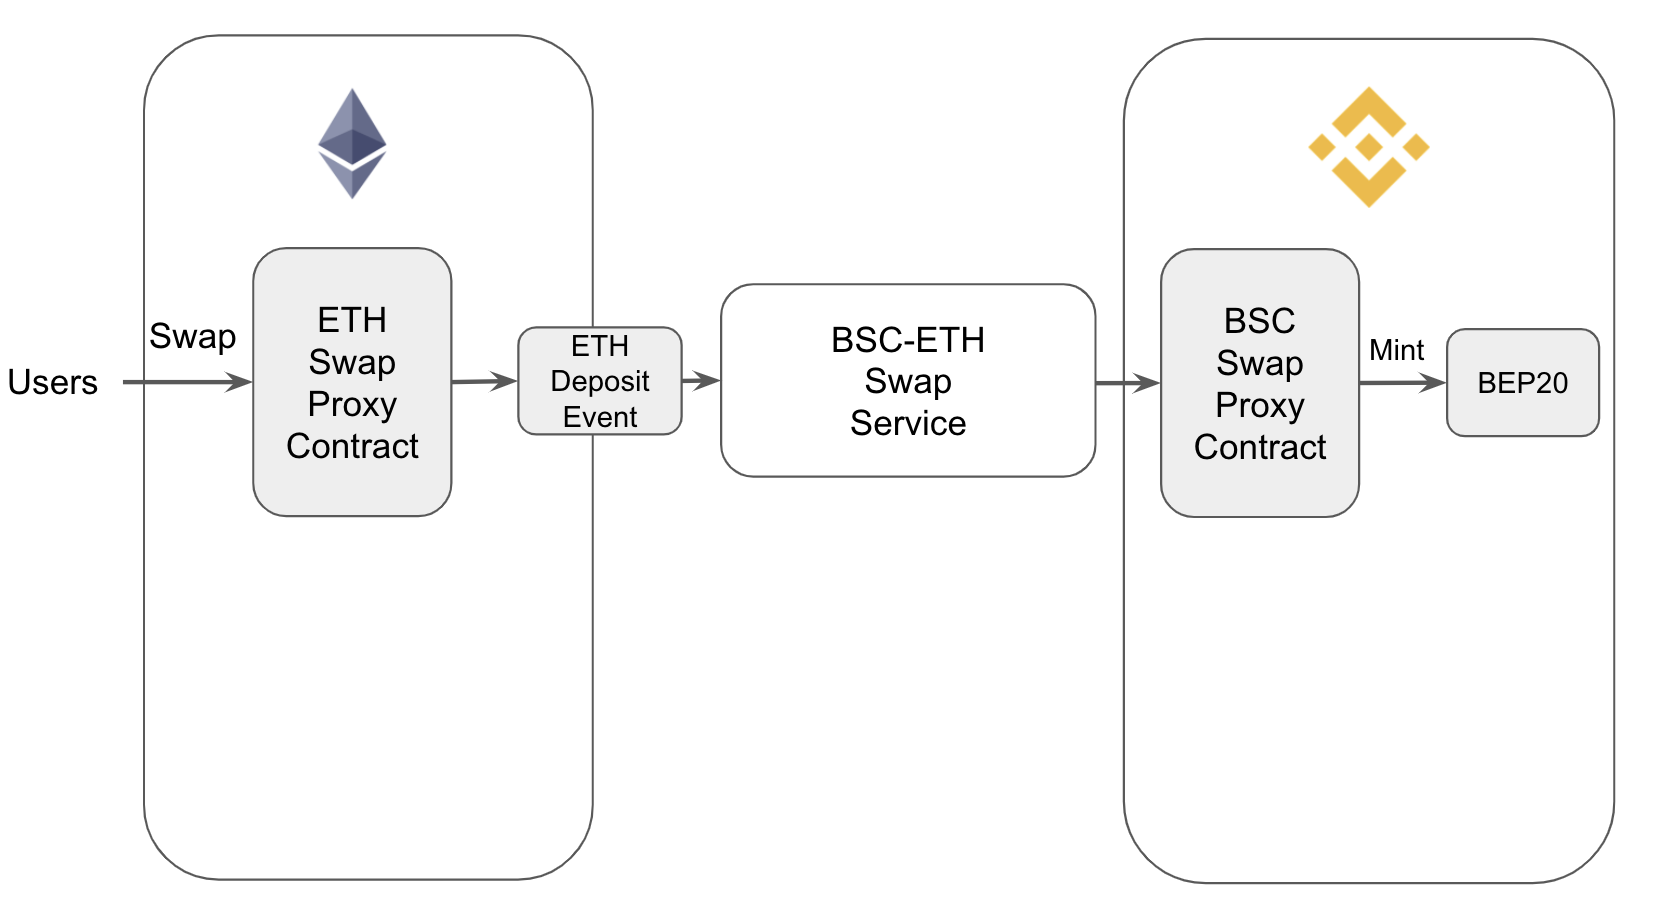 Users
Swap
ETH
Swap
Proxy
Contract
ETH
Deposit
Event
BSC-ETH
Swap
Service
BSC
Swap
Proxy
Contract
Mint
BEP20